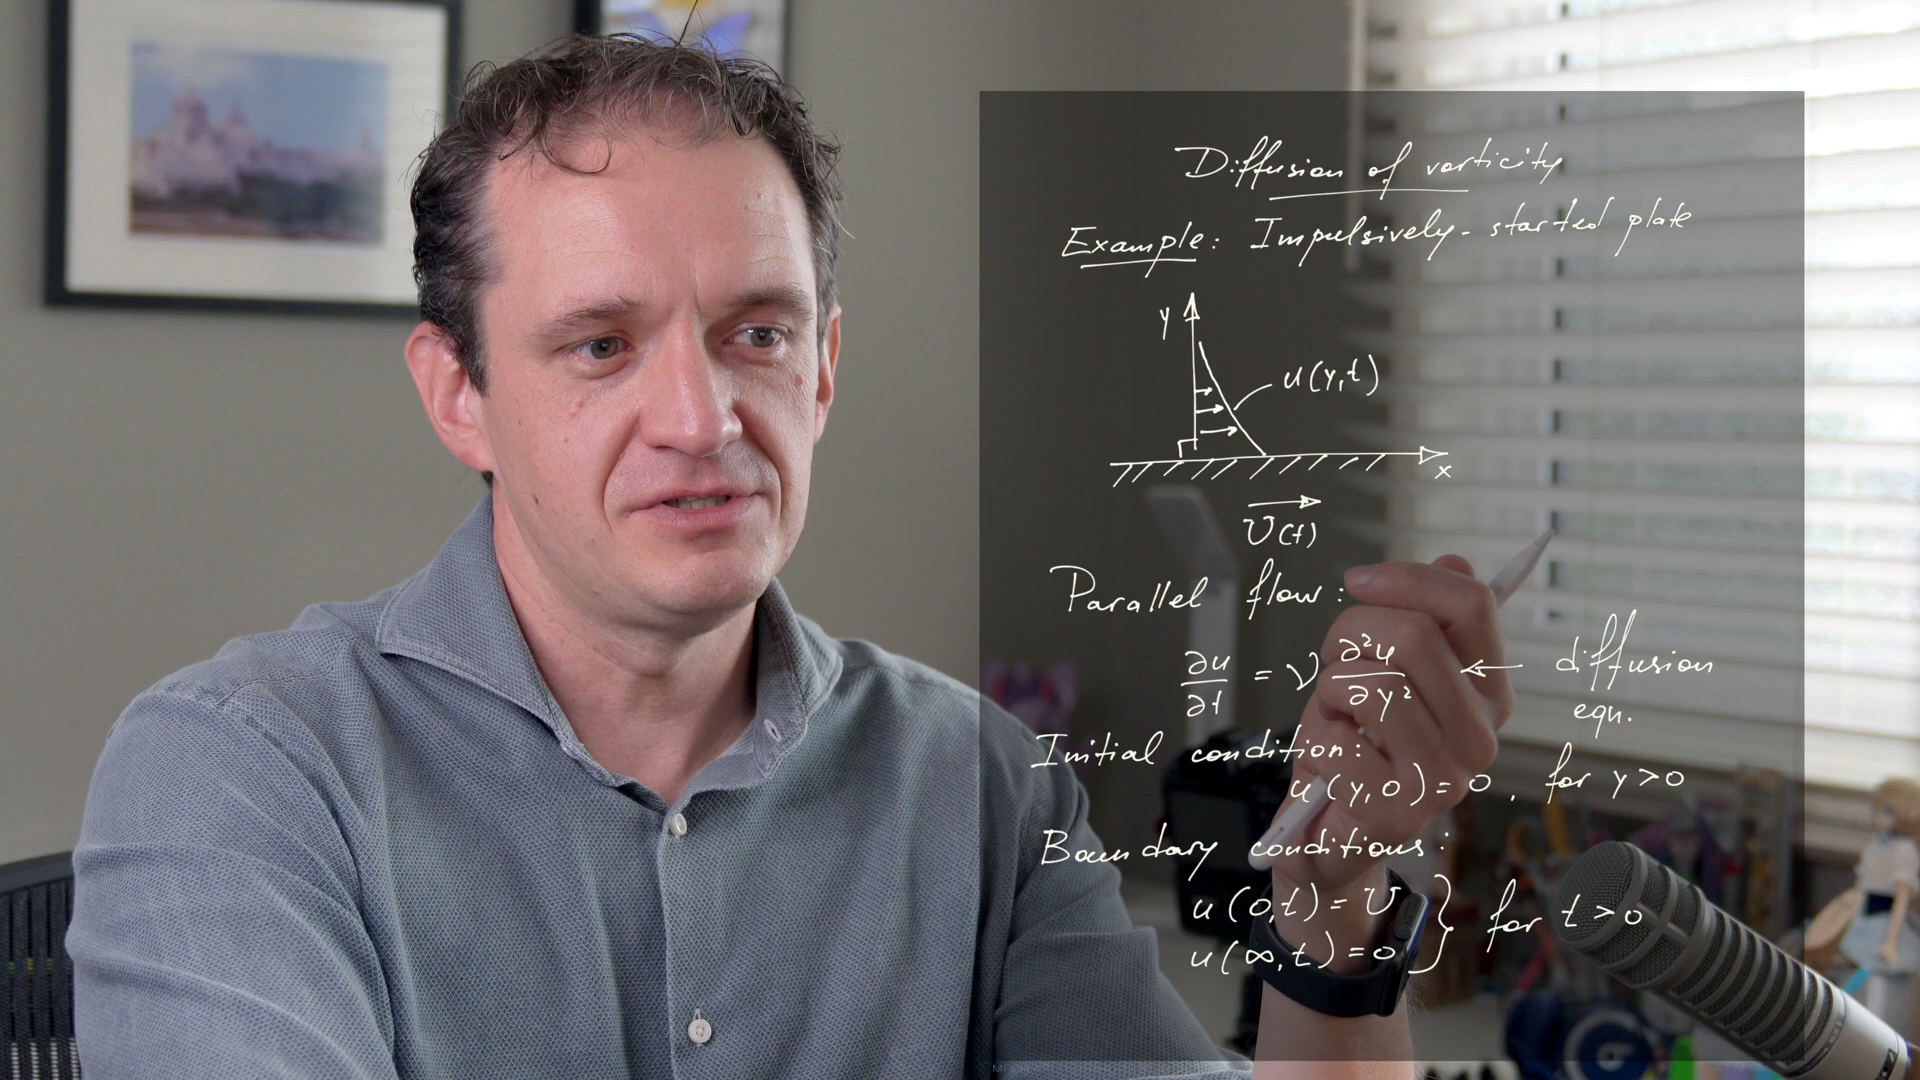 Diffusion of vorticity
Example: Impulsively-started plate
y
u(y,t)
x
U(t)
Parallel flow:
∂u/∂t = ν ∂²u/∂y² ← diffusion
eqn.
Initial condition:
u(y,0) = 0, for y>0
Boundary conditions:
u(0,t) = U
u(∞,t) = 0 } for t>0